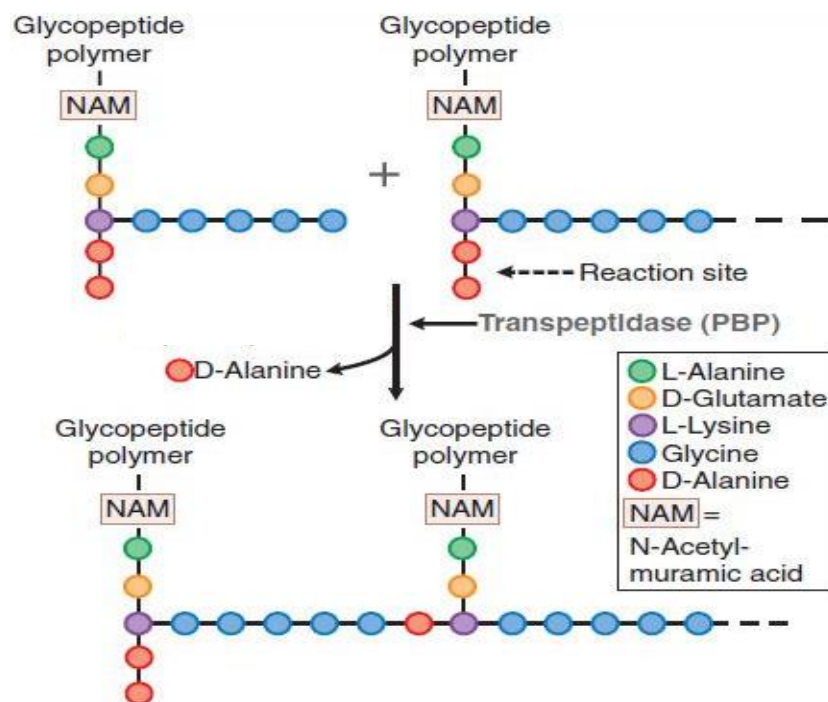 Glycopeptide
polymer
NAM
Glycopeptide
polymer
NAM
+
Reaction site
Transpeptidase (PBP)
D-Alanine
L-Alanine
D-Glutamate
L-Lysine
Glycine
D-Alanine
NAM =
N-Acetyl-
muramic acid
Glycopeptide
polymer
NAM
Glycopeptide
polymer
NAM